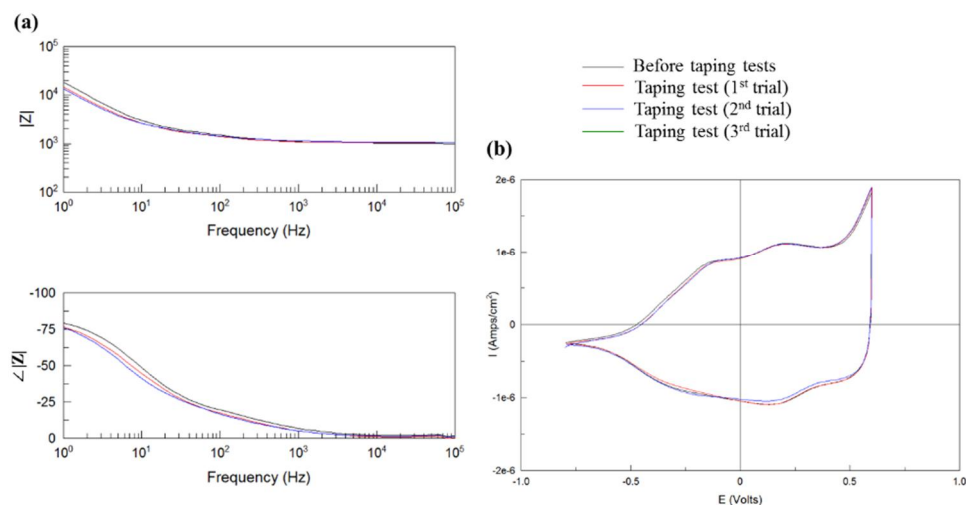 (a)
10⁵
10⁴
|Z|
10³
10²
10⁰ 10¹ 10² 10³ 10⁴ 10⁵
Frequency (Hz)
-100
-75
∠|Z|
-50
-25
0
10⁰ 10¹ 10² 10³ 10⁴ 10⁵
Frequency (Hz)
Before taping tests
Taping test (1st trial)
Taping test (2nd trial)
Taping test (3rd trial)
(b)
2e-6
1e-6
I (Amps/cm²)
0
-1e-6
-2e-6
-1.0 -0.5 0 0.5 1.0
E (Volts)